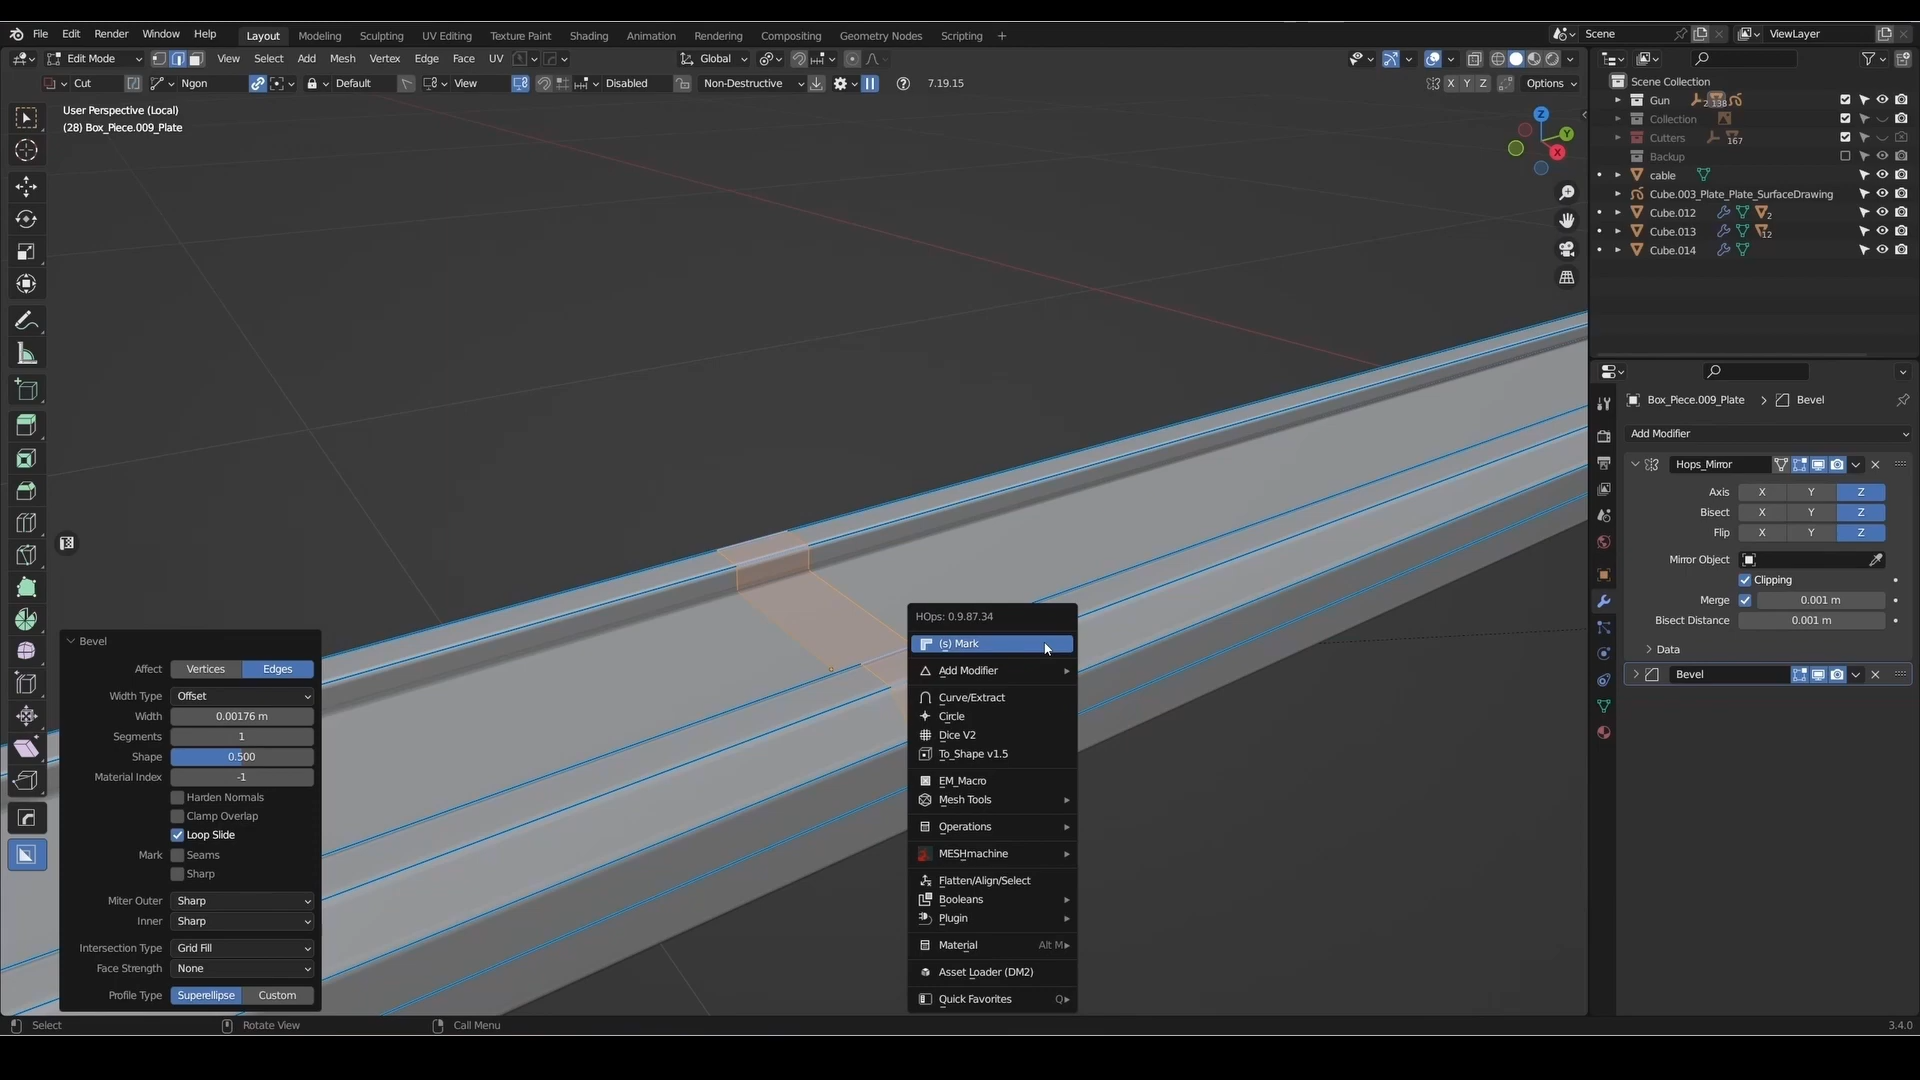 File Edit Render Window Help Layout Modeling Sculpting UV Editing Texture Paint Shading Animation Rendering Compositing Geometry Nodes Scripting + Scene ViewLayer
Edit Mode View Select Add Mesh Vertex Edge Face UV Global
Cut Ngon Default View Disabled Non-Destructive 7.19.15 X Y Z Options
User Perspective (Local)
(28) Box_Piece.009_Plate
Z
Y
X
Scene Collection
Gun 2 138
Collection
Cutters 167
Backup
cable
Cube.003_Plate_Plate_SurfaceDrawing
Cube.012 2
Cube.013 12
Cube.014
Box_Piece.009_Plate > Bevel
Add Modifier
Hops_Mirror
Axis X Y Z
Bisect X Y Z
Flip X Y Z
Mirror Object
Clipping
Merge 0.001 m
Bisect Distance 0.001 m
Data
Bevel
Bevel
Affect Vertices Edges
Width Type Offset
Width 0.00176 m
Segments 1
Shape 0.500
Material Index -1
Harden Normals
Clamp Overlap
Loop Slide
Mark Seams
Sharp
Miter Outer Sharp
Inner Sharp
Intersection Type Grid Fill
Face Strength None
Profile Type Superellipse Custom
HOps: 0.9.87.34
(s) Mark
Add Modifier
Curve/Extract
Circle
Dice V2
To_Shape v1.5
EM_Macro
Mesh Tools
Operations
MESHmachine
Flatten/Align/Select
Booleans
Plugin
Material Alt M
Asset Loader (DM2)
Quick Favorites Q
Select Rotate View Call Menu 3.4.0